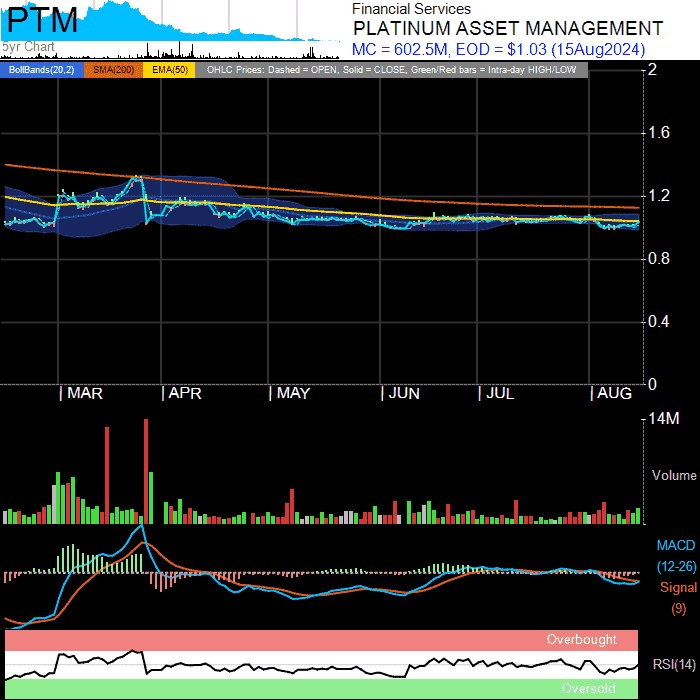 PTM
5yr Chart
Financial Services
PLATINUM ASSET MANAGEMENT
MC = 602.5M, EOD = $1.03 (15Aug2024)
BollBands(20,2) SMA(200) EMA(50) OHLC Prices: Dashed = OPEN, Solid = CLOSE, Green/Red bars = Intra-day HIGH/LOW
2
1.6
1.2
0.8
0.4
0
MAR APR MAY JUN JUL AUG
14M
Volume
MACD
(12-26)
Signal
(9)
Overbought
RSI(14)
Oversold